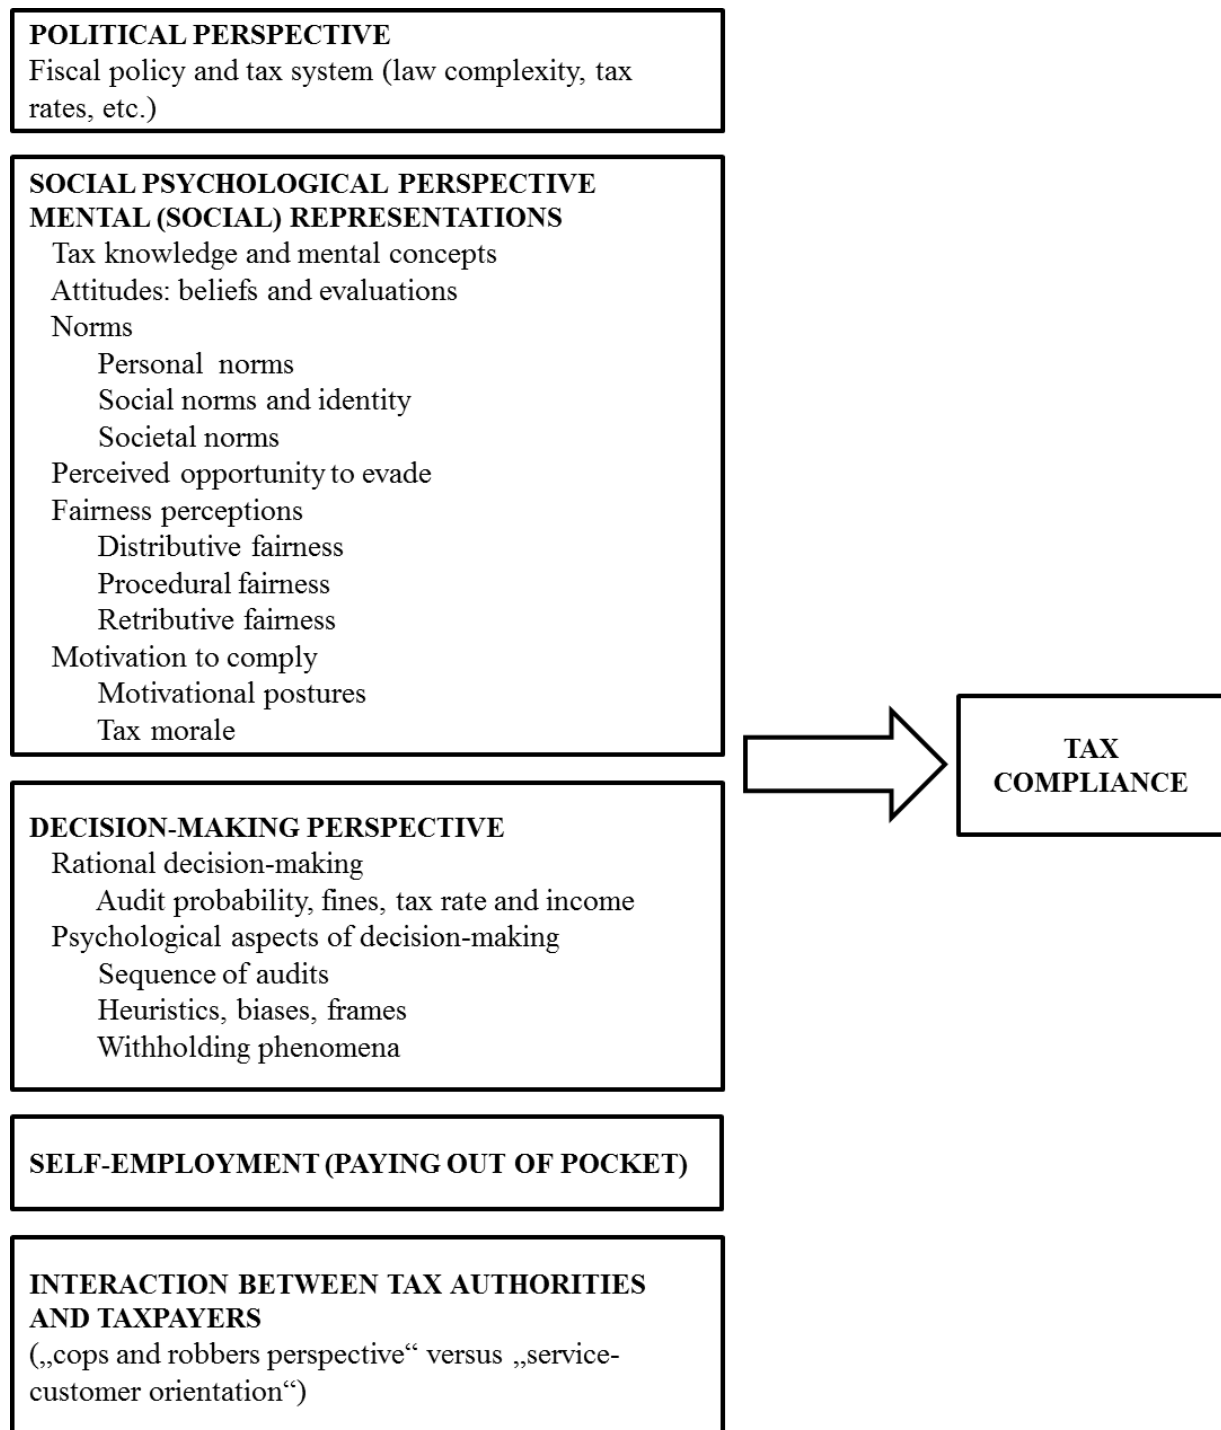 POLITICAL PERSPECTIVE
Fiscal policy and tax system (law complexity, tax
rates, etc.)
SOCIAL PSYCHOLOGICAL PERSPECTIVE
MENTAL (SOCIAL) REPRESENTATIONS
Tax knowledge and mental concepts
Attitudes: beliefs and evaluations
Norms
Personal norms
Social norms and identity
Societal norms
Perceived opportunity to evade
Fairness perceptions
Distributive fairness
Procedural fairness
Retributive fairness
Motivation to comply
Motivational postures
Tax morale
DECISION-MAKING PERSPECTIVE
Rational decision-making
Audit probability, fines, tax rate and income
Psychological aspects of decision-making
Sequence of audits
Heuristics, biases, frames
Withholding phenomena
SELF-EMPLOYMENT (PAYING OUT OF POCKET)
INTERACTION BETWEEN TAX AUTHORITIES
AND TAXPAYERS
(„cops and robbers perspective“ versus „service-
customer orientation“)
TAX
COMPLIANCE